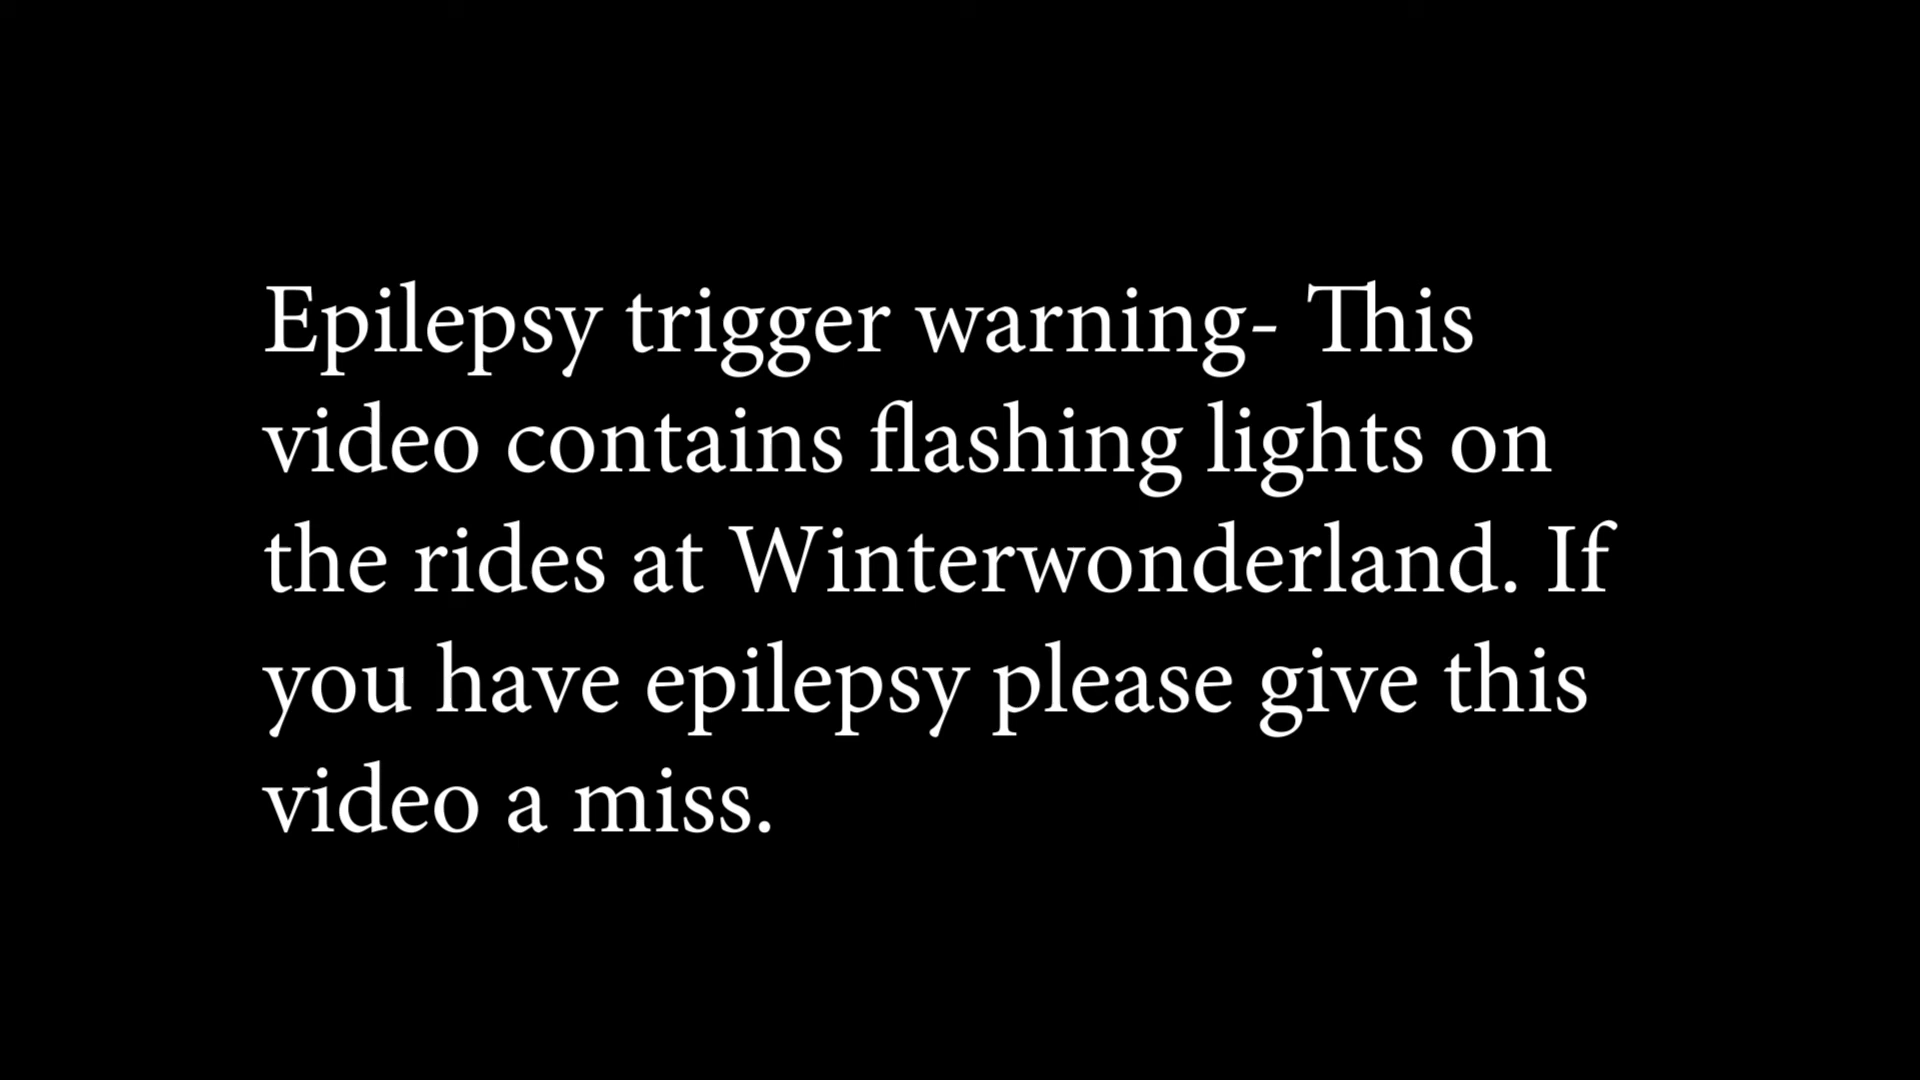 Epilepsy trigger warning- This
video contains flashing lights on
the rides at Winterwonderland. If
you have epilepsy please give this
video a miss.